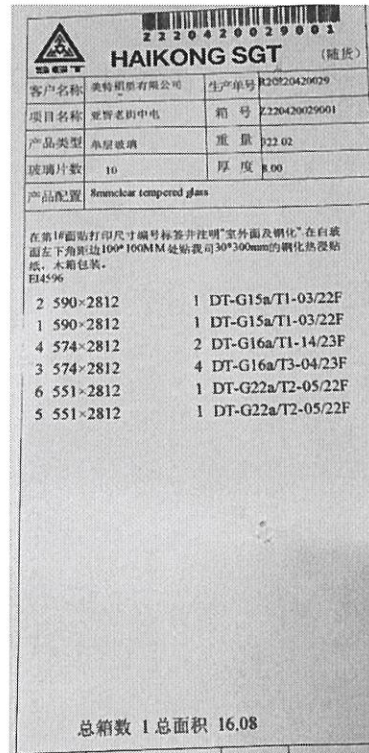 Z220420029001
SGT
HAIKONG SGT (随货)
客户名称 美特铝质有限公司 生产单号 R20220420029
项目名称 亚皆老街中电 箱 号 Z220420029001
产品类型 单层玻璃 重 量 322.02
玻璃片数 10 厚 度 8.00
产品配置 8mmclear tempered glass
在第1#面贴打印尺寸编号标签并注明"室外面及钢化".在白玻
面左下角距边100*100MM处贴我司30*300mm的钢化热浸贴
纸。木箱包装。
EI4596
2 590×2812 1 DT-G15a/T1-03/22F
1 590×2812 1 DT-G15a/T1-03/22F
4 574×2812 2 DT-G16a/T1-14/23F
3 574×2812 4 DT-G16a/T3-04/23F
6 551×2812 1 DT-G22a/T2-05/22F
5 551×2812 1 DT-G22a/T2-05/22F
总箱数 1 总面积 16.08